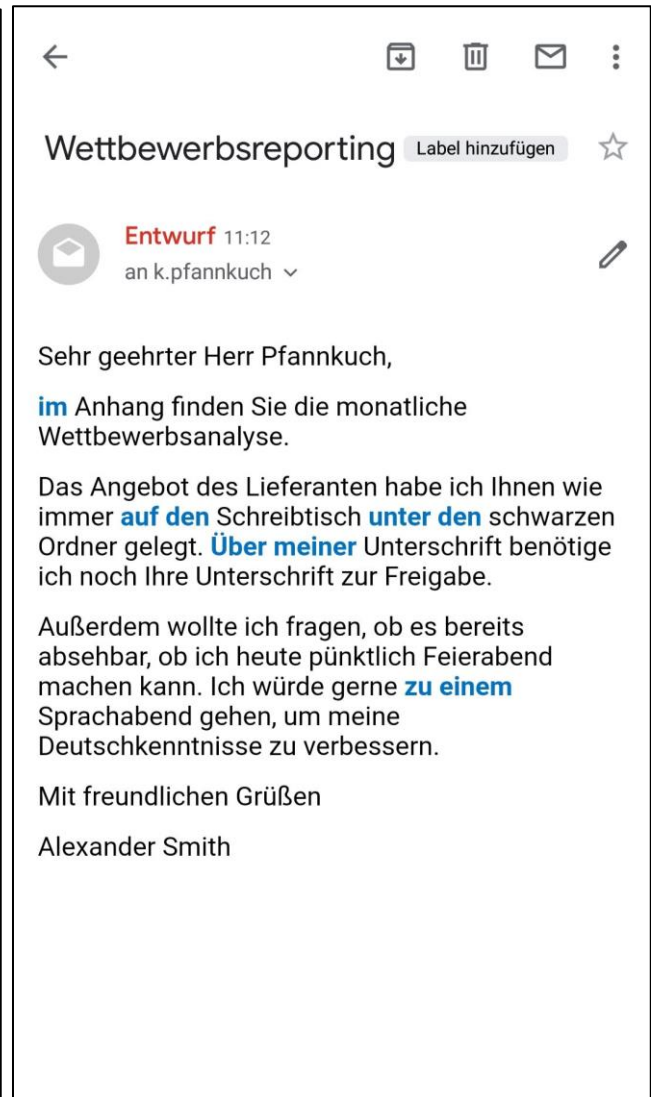 Wettbewerbsreporting Label hinzufügen
Entwurf 11:12
an k.pfannkuch
Sehr geehrter Herr Pfannkuch,
im Anhang finden Sie die monatliche
Wettbewerbsanalyse.
Das Angebot des Lieferanten habe ich Ihnen wie
immer auf den Schreibtisch unter den schwarzen
Ordner gelegt. Über meiner Unterschrift benötige
ich noch Ihre Unterschrift zur Freigabe.
Außerdem wollte ich fragen, ob es bereits
absehbar, ob ich heute pünktlich Feierabend
machen kann. Ich würde gerne zu einem
Sprachabend gehen, um meine
Deutschkenntnisse zu verbessern.
Mit freundlichen Grüßen
Alexander Smith